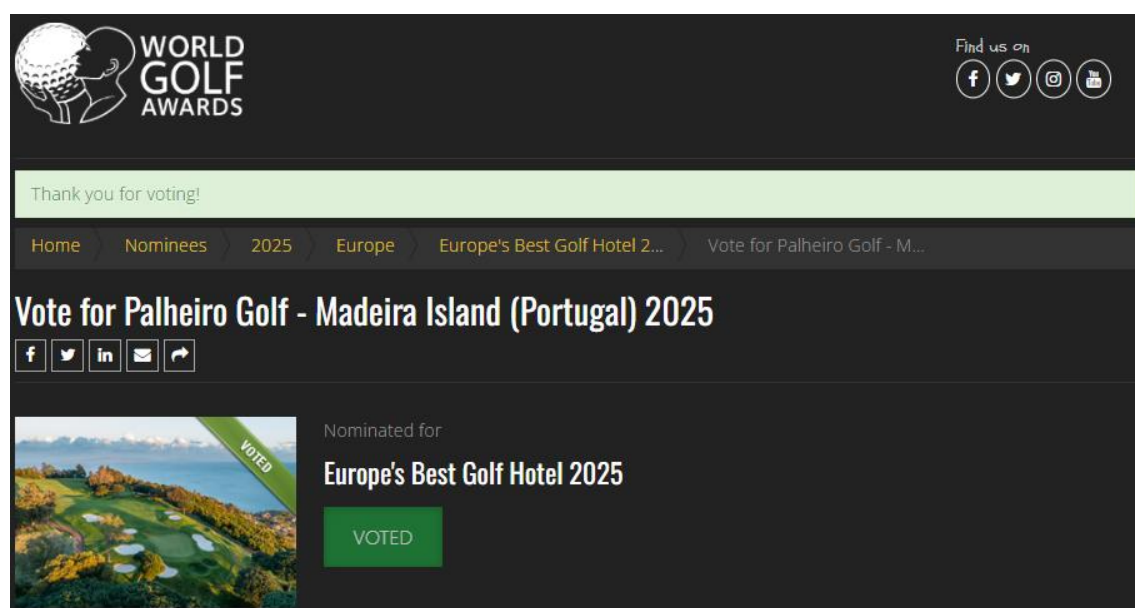 WORLD
GOLF
AWARDS
Find us on
You
Tube
Thank you for voting!
Home Nominees 2025 Europe Europe's Best Golf Hotel 2... Vote for Palheiro Golf - M...
Vote for Palheiro Golf - Madeira Island (Portugal) 2025
VOTED
Nominated for
Europe's Best Golf Hotel 2025
VOTED